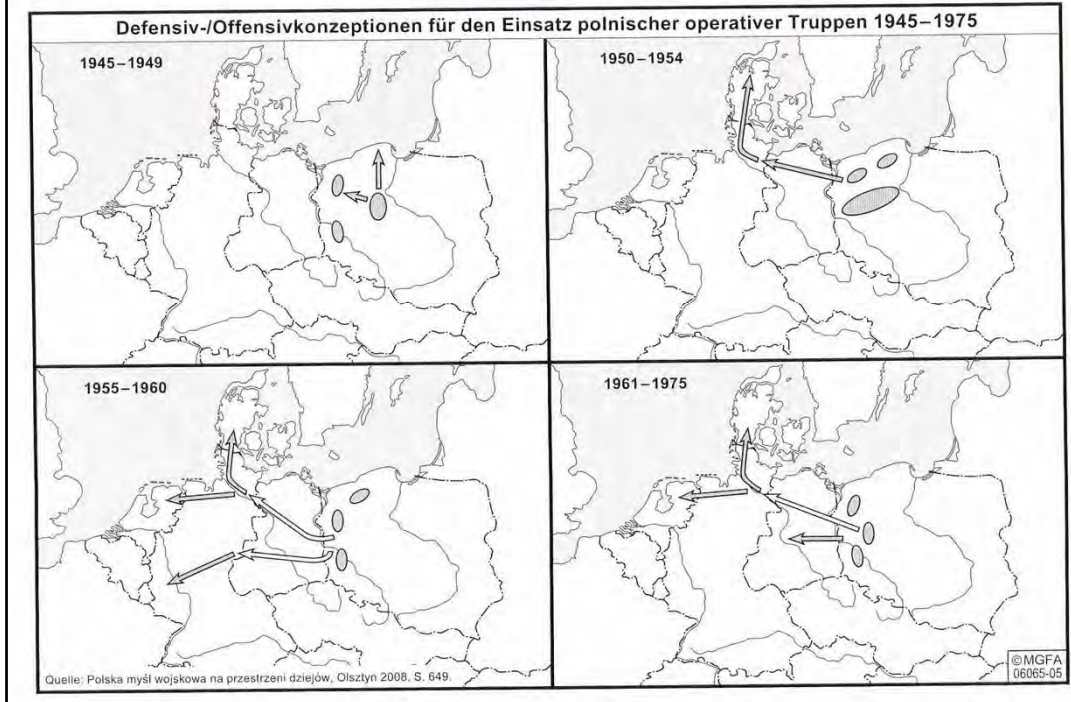 Defensiv-/Offensivkonzeptionen für den Einsatz polnischer operativer Truppen 1945–1975
1945–1949
1950–1954
1955–1960
1961–1975
Quelle: Polska myśl wojskowa na przestrzeni dziejów, Olsztyn 2008, S. 649.
©MGFA
06065-05